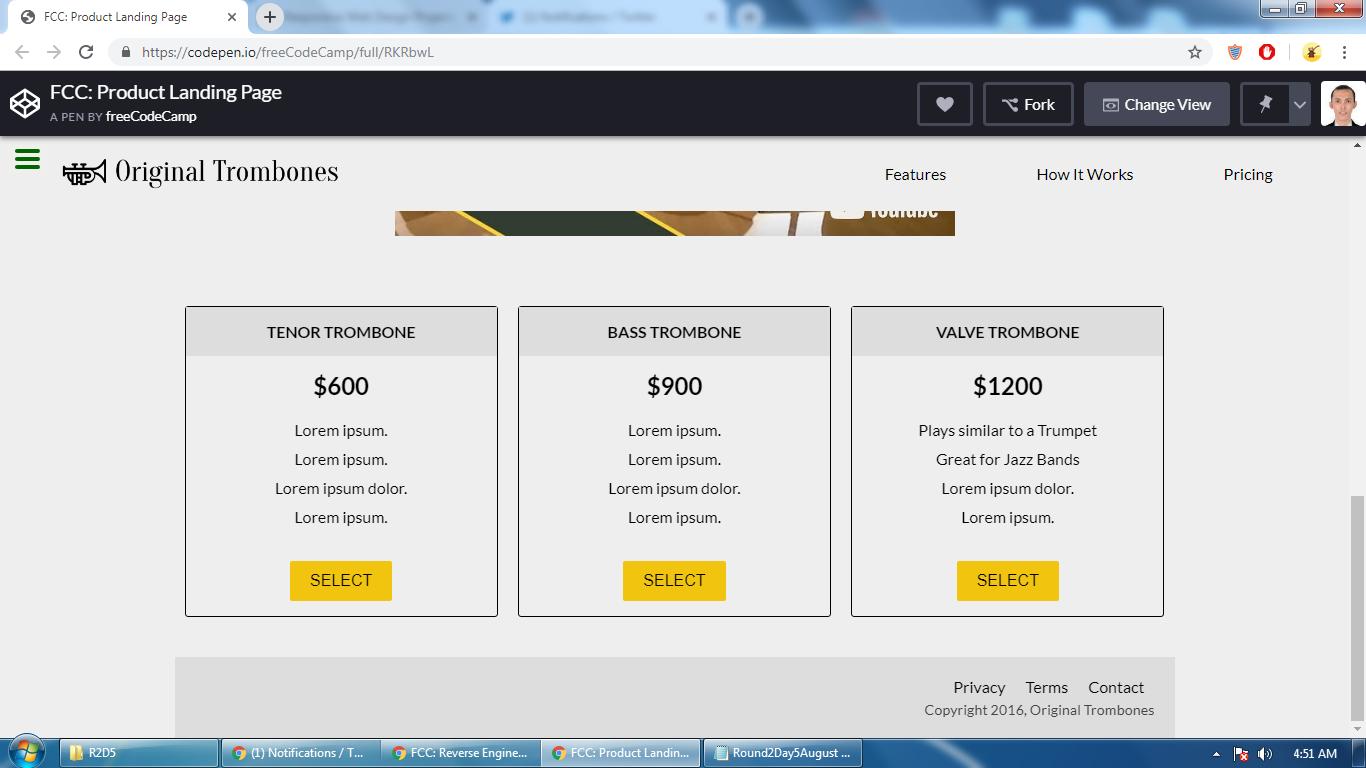 FCC: Product Landing Page
(1) Notifications / Twitter
https://codepen.io/freeCodeCamp/full/RKRbwL
FCC: Product Landing Page
A PEN BY freeCodeCamp
Fork
Change View
Original Trombones
Features
How It Works
Pricing
YouTube
TENOR TROMBONE
$600
Lorem ipsum.
Lorem ipsum.
Lorem ipsum dolor.
Lorem ipsum.
SELECT
BASS TROMBONE
$900
Lorem ipsum.
Lorem ipsum.
Lorem ipsum dolor.
Lorem ipsum.
SELECT
VALVE TROMBONE
$1200
Plays similar to a Trumpet
Great for Jazz Bands
Lorem ipsum dolor.
Lorem ipsum.
SELECT
Privacy Terms Contact
Copyright 2016, Original Trombones
R2D5
(1) Notifications / T...
FCC: Reverse Engine...
FCC: Product Landin...
Round2Day5August ...
4:51 AM